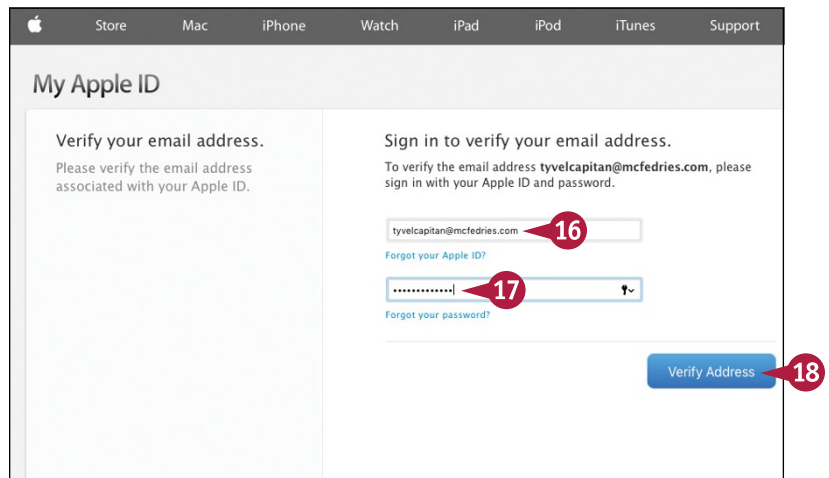 Store Mac iPhone Watch iPad iPod iTunes Support
My Apple ID
Verify your email address.
Please verify the email address
associated with your Apple ID.
Sign in to verify your email address.
To verify the email address tyvelcapitan@mcfedries.com, please
sign in with your Apple ID and password.
tyvelcapitan@mcfedries.com
16
Forgot your Apple ID?
•••••••••••••
17
Forgot your password?
Verify Address
18